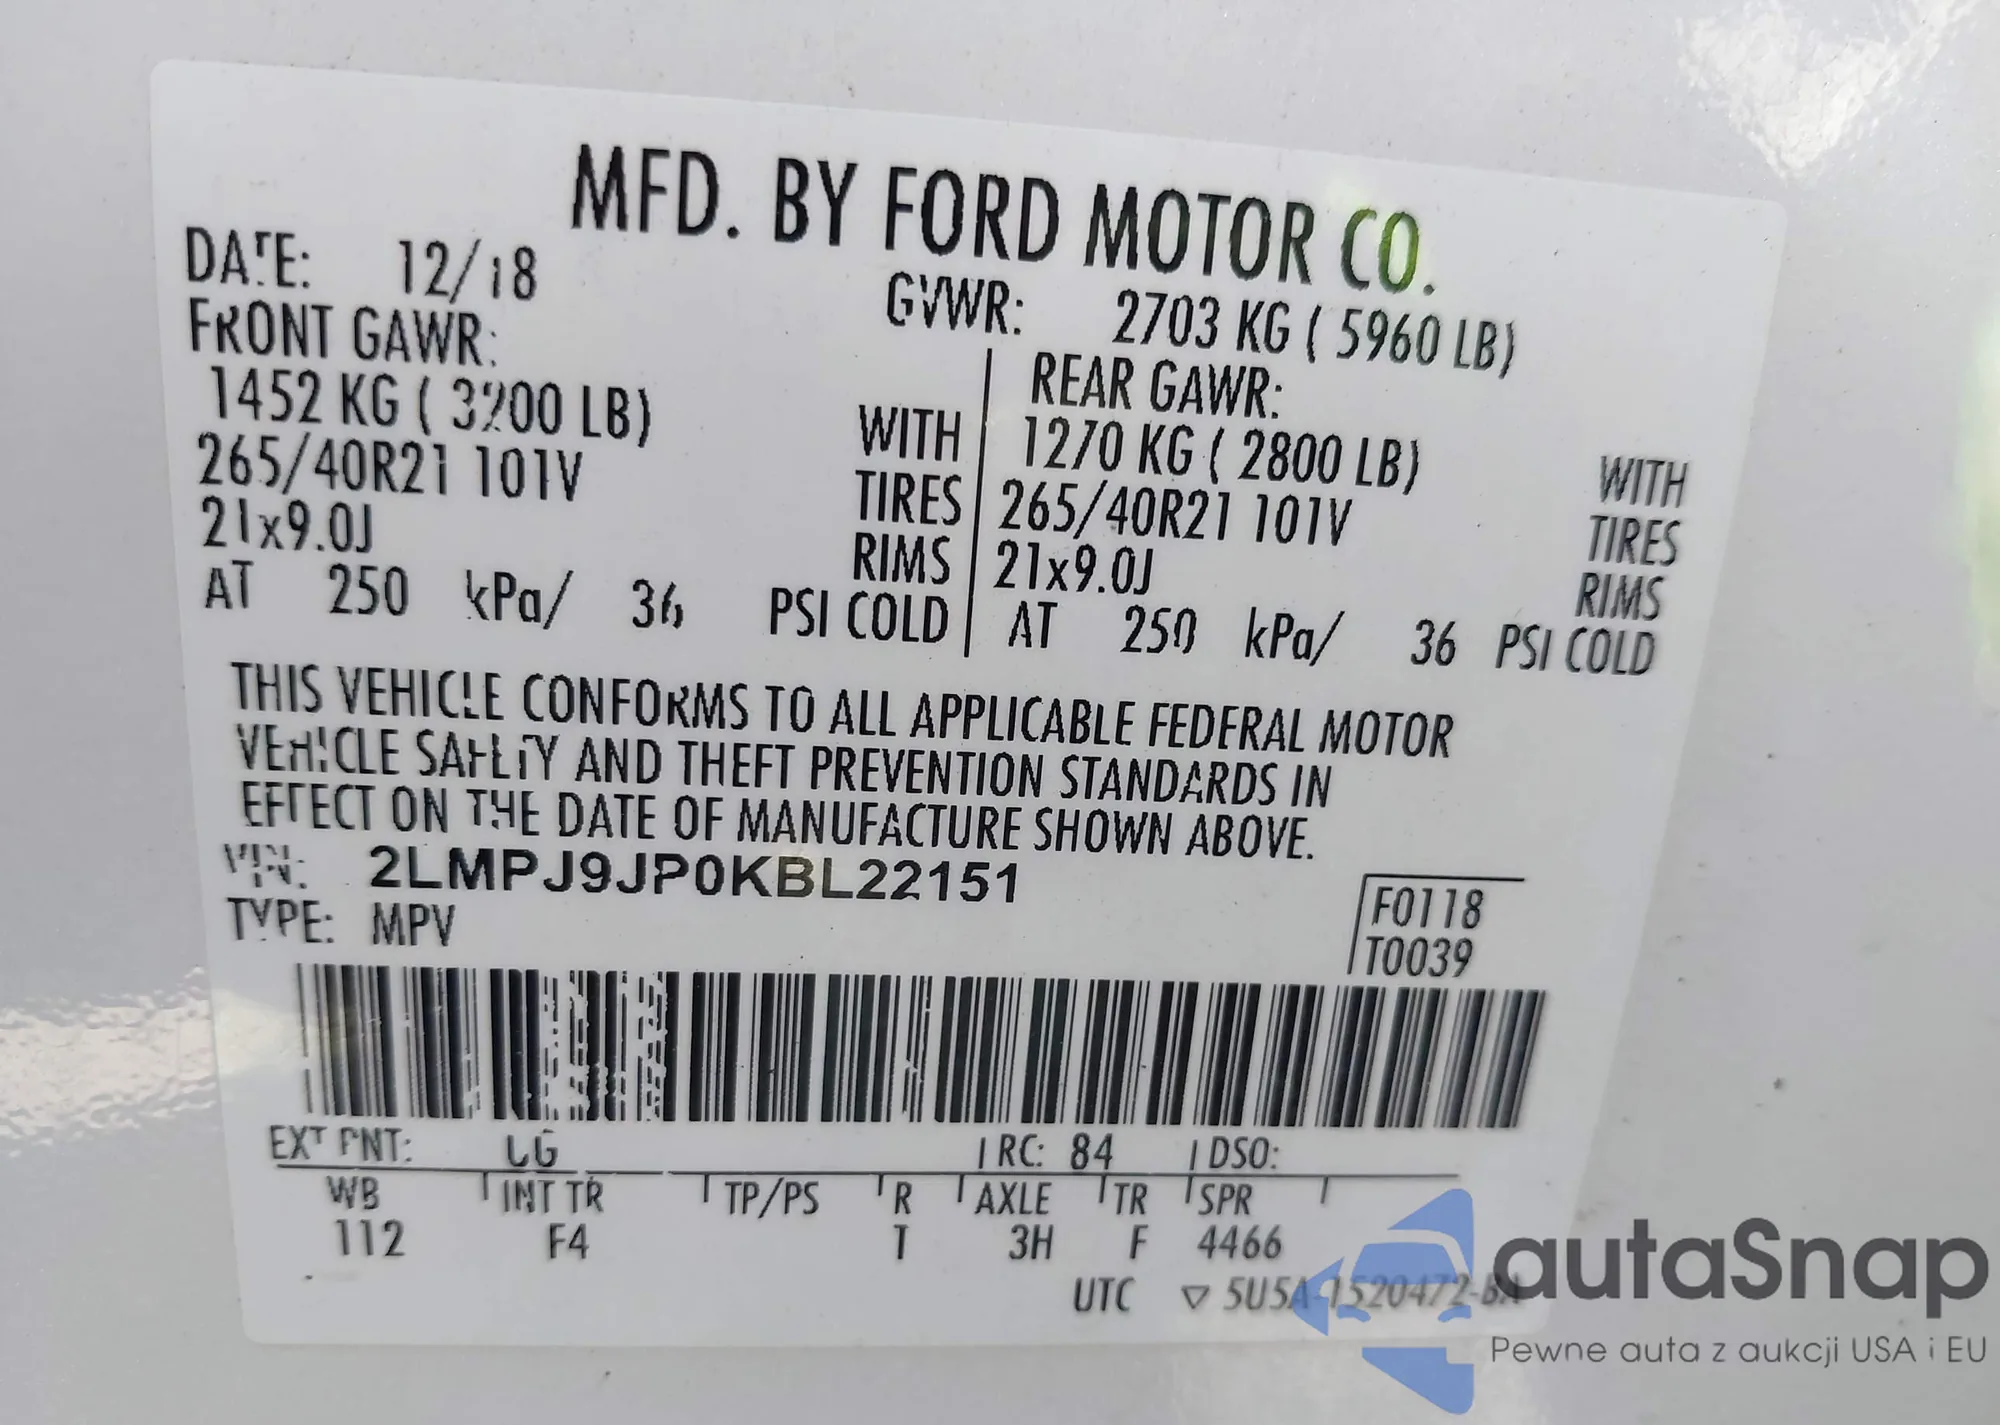 MFD. BY FORD MOTOR CO.
DATE: 12/18
GVWR: 2703 KG ( 5960 LB)
FRONT GAWR:
1452 KG ( 3200 LB) WITH
265/40R21 101V TIRES
21x9.0J RIMS
AT 250 kPa/ 36 PSI COLD
REAR GAWR:
1270 KG ( 2800 LB) WITH
265/40R21 101V TIRES
21x9.0J RIMS
AT 250 kPa/ 36 PSI COLD
THIS VEHICLE CONFORMS TO ALL APPLICABLE FEDERAL MOTOR
VEHICLE SAFETY AND THEFT PREVENTION STANDARDS IN
EFFECT ON THE DATE OF MANUFACTURE SHOWN ABOVE.
VIN: 2LMPJ9JP0KBL22151
TYPE: MPV
F0118
T0039
EXT PNT: RC: 84 DSO:
WB INT TR TP/PS R AXLE TR SPR
112 F4 T 3H F 4466
UTC ▽ 5U5A-1520472-BA
autaSnap
Pewne auta z aukcji USA i EU